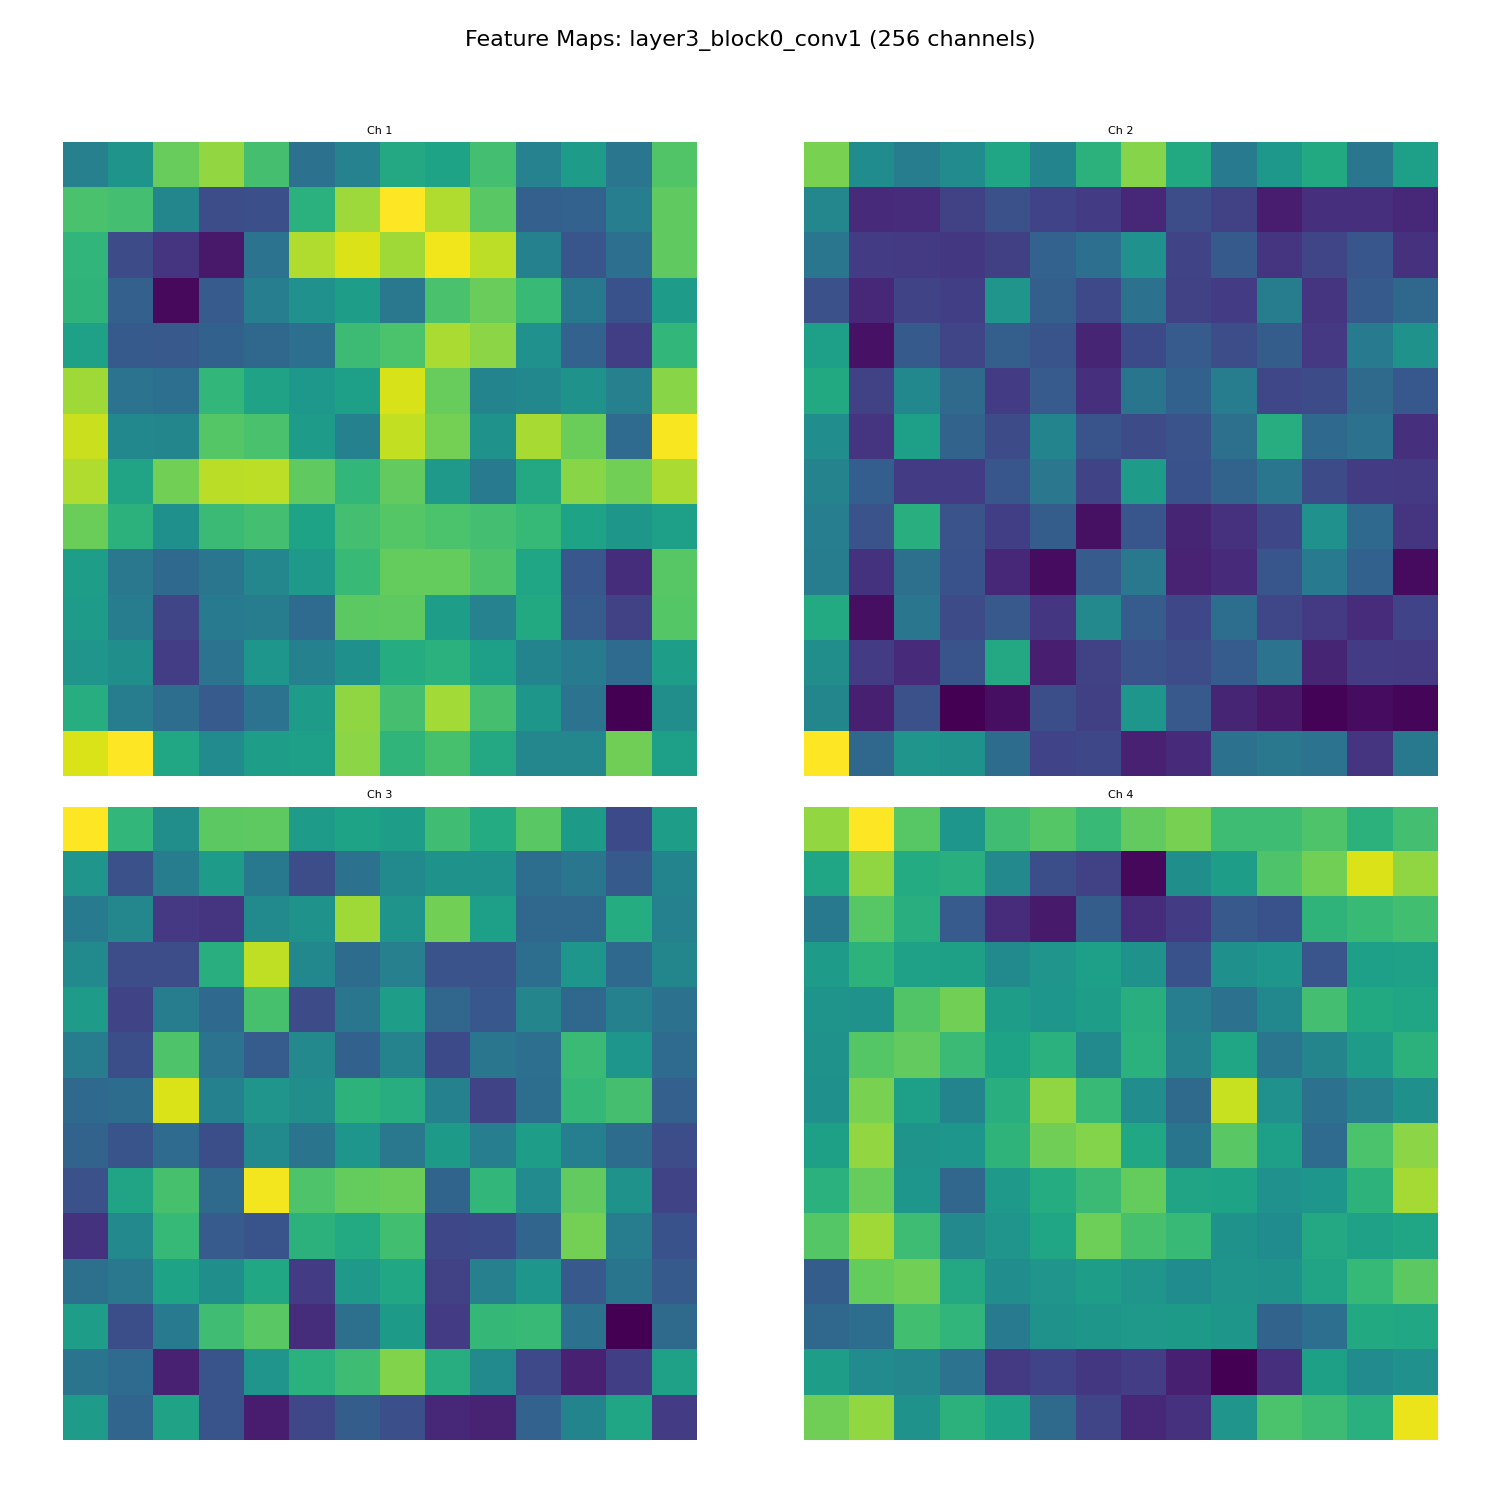 Feature Maps: layer3_block0_conv1 (256 channels)
Ch 1
Ch 2
Ch 3
Ch 4